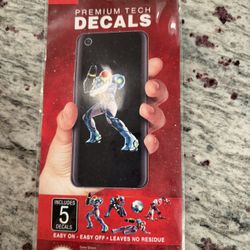 PREMIUM TECH
DECALS
INCLUDES
5
DECALS
EASY ON • EASY OFF • LEAVES NO RESIDUE